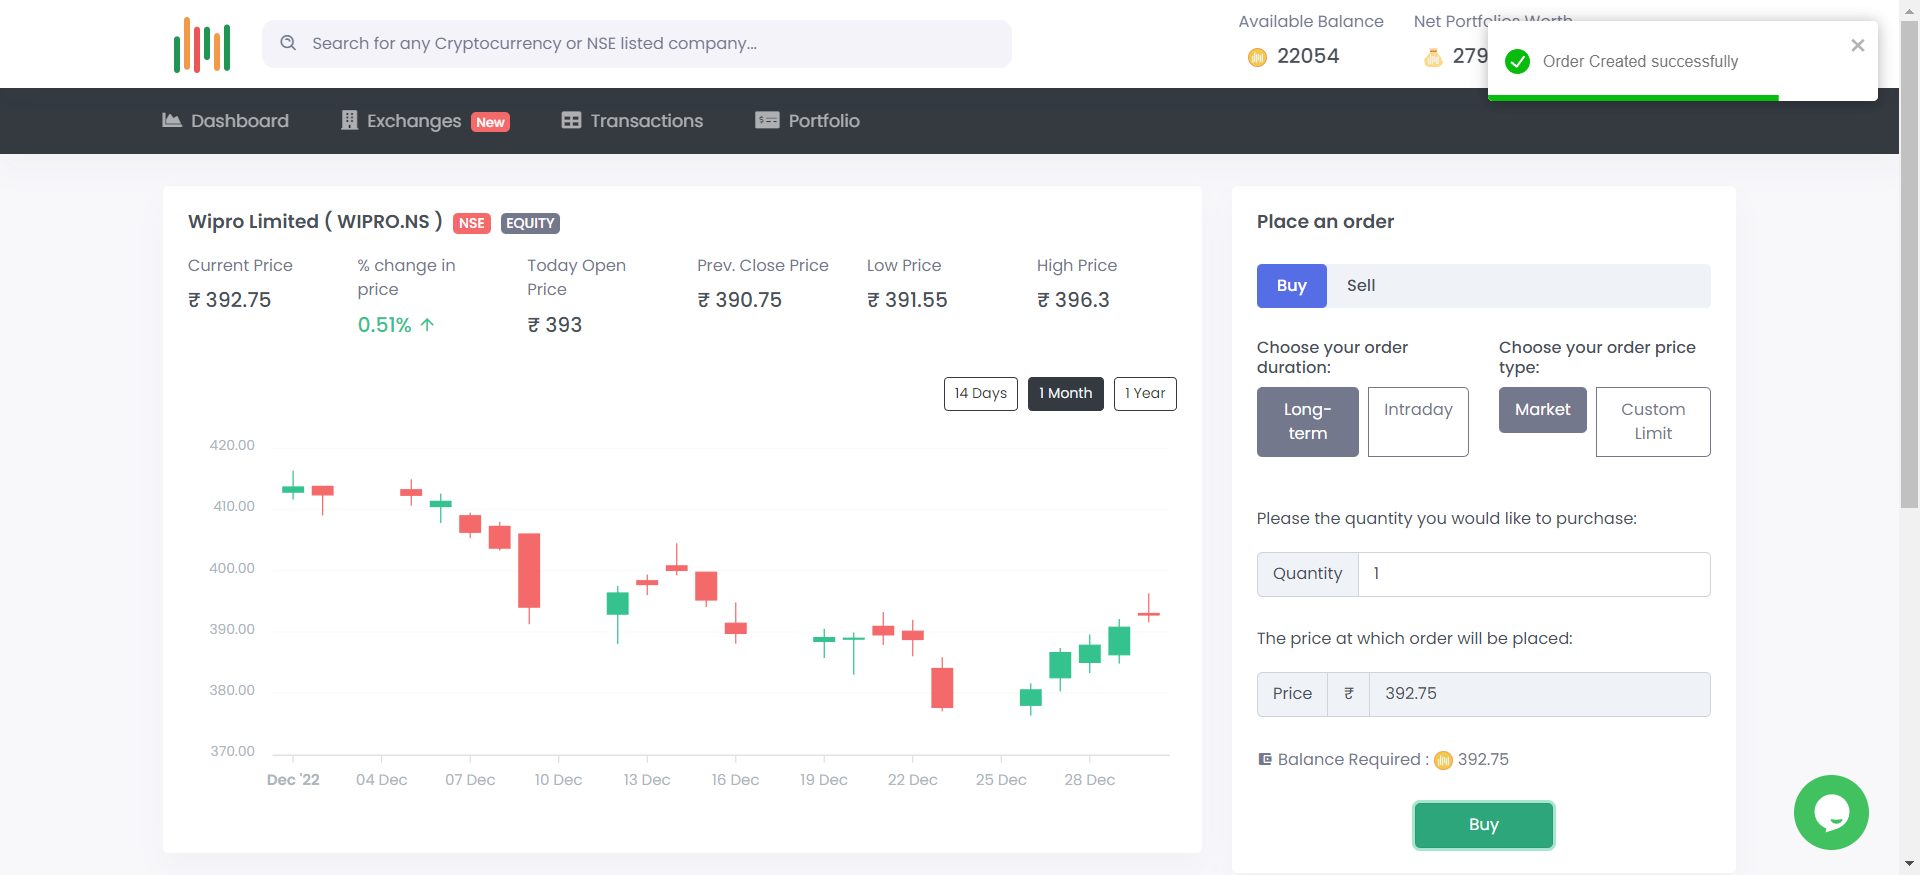 Search for any Cryptocurrency or NSE listed company...
Available Balance
22054
Net Portfolio Worth
279
Order Created successfully
Dashboard
Exchanges New
Transactions
Portfolio
Wipro Limited ( WIPRO.NS ) NSE EQUITY
Current Price
₹ 392.75
% change in
price
0.51% ↑
Today Open
Price
₹ 393
Prev. Close Price
₹ 390.75
Low Price
₹ 391.55
High Price
₹ 396.3
14 Days
1 Month
1 Year
420.00
410.00
400.00
390.00
380.00
370.00
Dec '22
04 Dec
07 Dec
10 Dec
13 Dec
16 Dec
19 Dec
22 Dec
25 Dec
28 Dec
Place an order
Buy
Sell
Choose your order
duration:
Long-
term
Intraday
Choose your order price
type:
Market
Custom
Limit
Please the quantity you would like to purchase:
Quantity
1
The price at which order will be placed:
Price
₹
392.75
Balance Required : 392.75
Buy